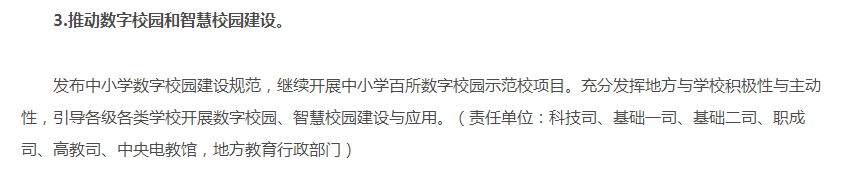 3.推动数字校园和智慧校园建设。
发布中小学数字校园建设规范，继续开展中小学百所数字校园示范校项目。充分发挥地方与学校积极性与主动
性，引导各级各类学校开展数字校园、智慧校园建设与应用。（责任单位：科技司、基础一司、基础二司、职成
司、高教司、中央电教馆，地方教育行政部门）